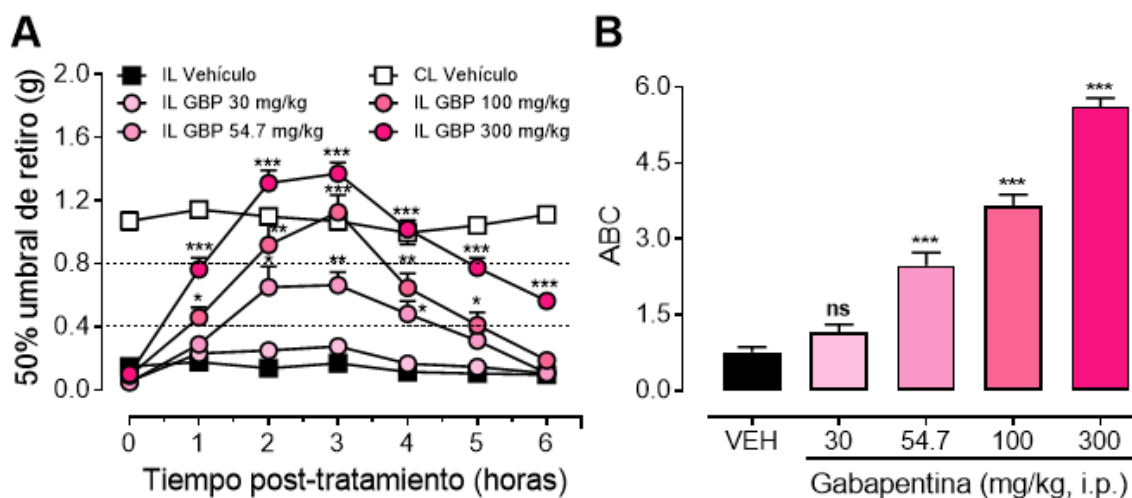 A
50% umbral de retiro (g)
2.0
1.6
1.2
0.8
0.4
0.0
IL Vehículo
CL Vehículo
IL GBP 30 mg/kg
IL GBP 100 mg/kg
IL GBP 54.7 mg/kg
IL GBP 300 mg/kg
*** ***
***
*** ** ***
* ** ** ***
* * * ***
0 1 2 3 4 5 6
Tiempo post-tratamiento (horas)
B
ABC
6.0
4.5
3.0
1.5
0.0
ns
***
***
***
VEH 30 54.7 100 300
Gabapentina (mg/kg, i.p.)